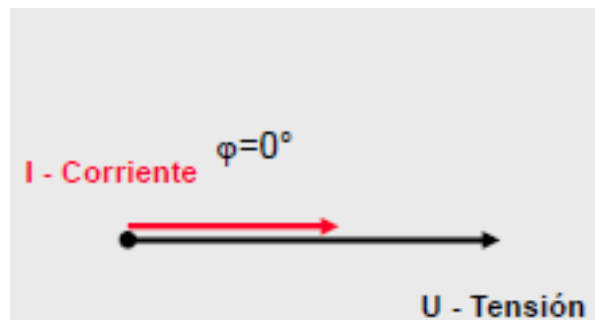 φ=0°
I - Corriente
U - Tensión